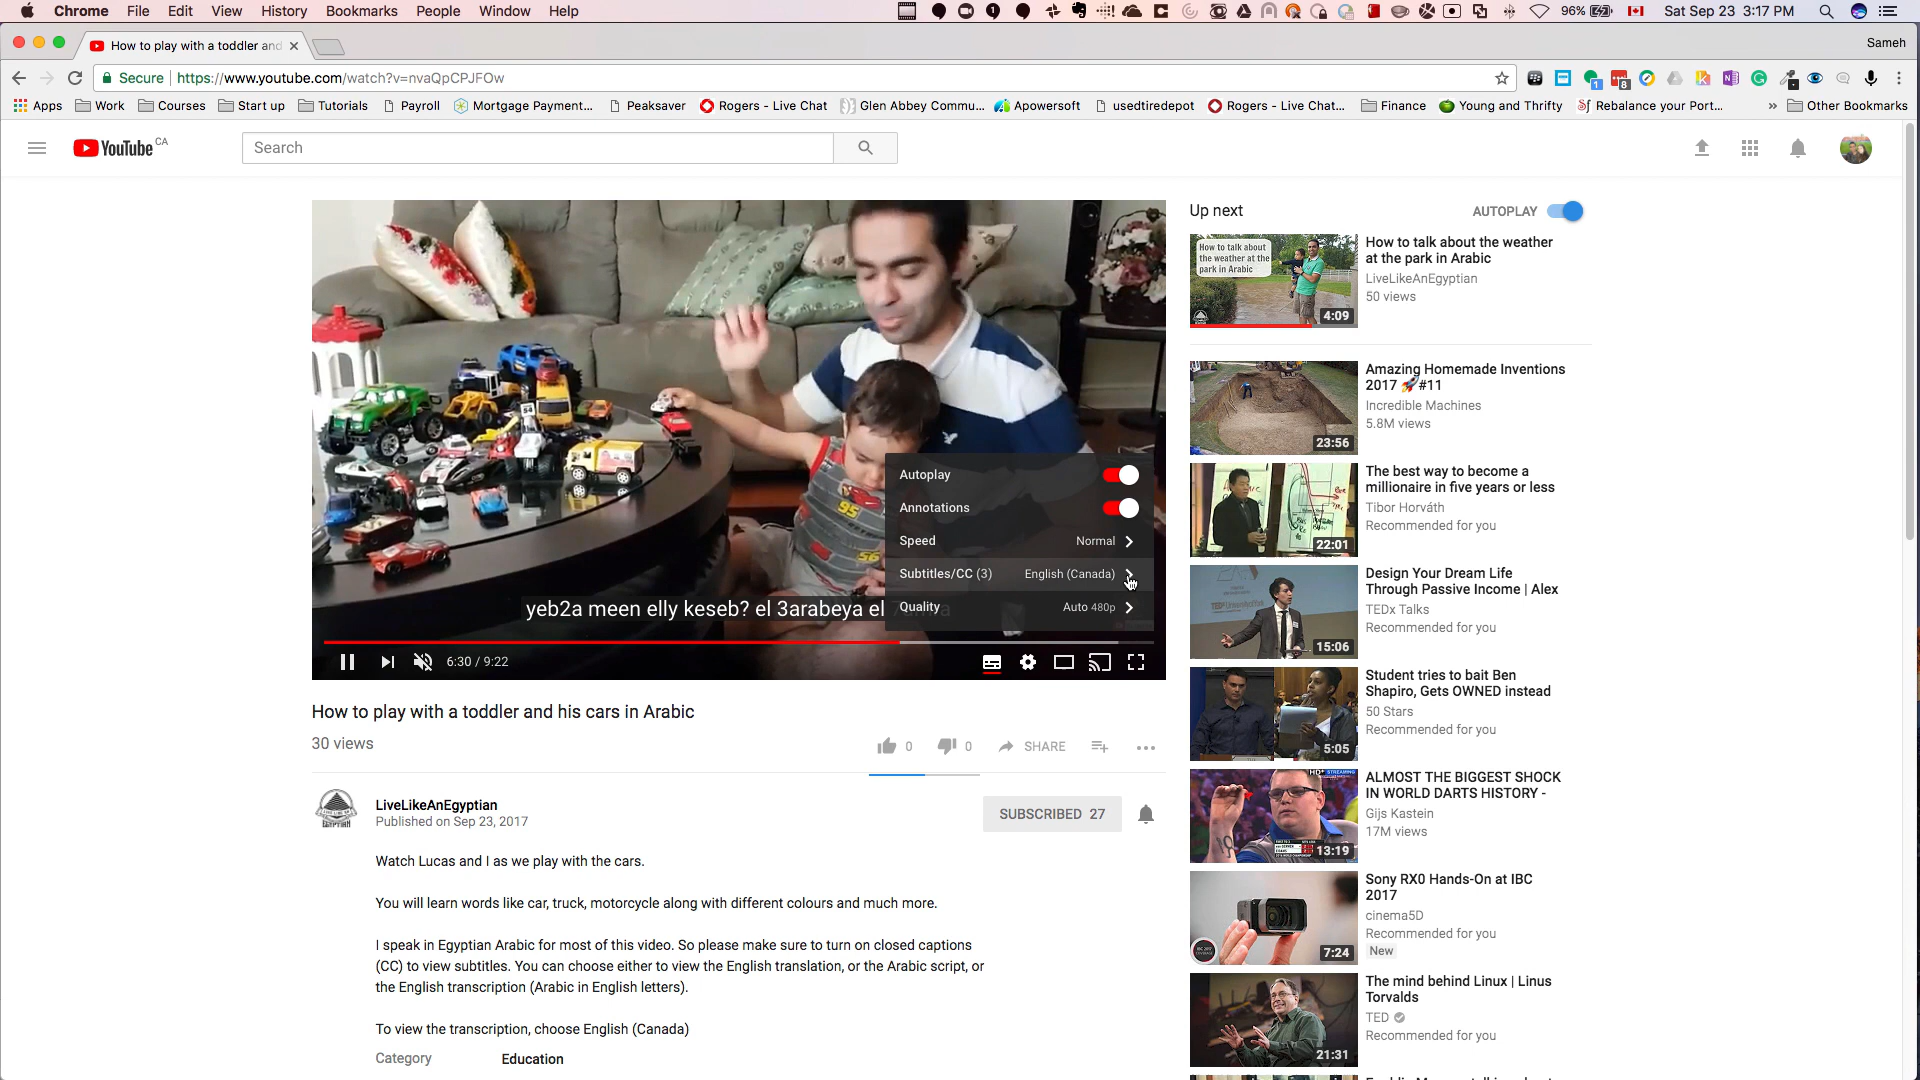 Chrome File Edit View History Bookmarks People Window Help
96% Sat Sep 23 3:17 PM
How to play with a toddler and
Sameh
Secure https://www.youtube.com/watch?v=nvaQpCPJFOw
Apps Work Courses Start up Tutorials Payroll Mortgage Payment... Peaksaver Rogers - Live Chat Glen Abbey Commu... Apowersoft usedtiredepot Rogers - Live Chat... Finance Young and Thrifty Rebalance your Port... » Other Bookmarks
YouTube CA
Search
Autoplay
Annotations
Speed Normal
Subtitles/CC (3) English (Canada)
Quality Auto 480p
yeb2a meen elly keseb? el 3arabeya el
6:30 / 9:22
How to play with a toddler and his cars in Arabic
30 views
0 0 SHARE
LiveLikeAnEgyptian
Published on Sep 23, 2017
SUBSCRIBED 27
Watch Lucas and I as we play with the cars.
You will learn words like car, truck, motorcycle along with different colours and much more.
I speak in Egyptian Arabic for most of this video. So please make sure to turn on closed captions
(CC) to view subtitles. You can choose either to view the English translation, or the Arabic script, or
the English transcription (Arabic in English letters).
To view the transcription, choose English (Canada)
Category Education
Up next AUTOPLAY
How to talk about
the weather at the
park in Arabic
4:09
How to talk about the weather
at the park in Arabic
LiveLikeAnEgyptian
50 views
23:56
Amazing Homemade Inventions
2017 🚀#11
Incredible Machines
5.8M views
22:01
The best way to become a
millionaire in five years or less
Tibor Horváth
Recommended for you
15:06
Design Your Dream Life
Through Passive Income | Alex
TEDx Talks
Recommended for you
5:05
Student tries to bait Ben
Shapiro, Gets OWNED instead
50 Stars
Recommended for you
13:19
ALMOST THE BIGGEST SHOCK
IN WORLD DARTS HISTORY -
Gijs Kastein
17M views
7:24
Sony RX0 Hands-On at IBC
2017
cinema5D
Recommended for you
New
21:31
The mind behind Linux | Linus
Torvalds
TED
Recommended for you